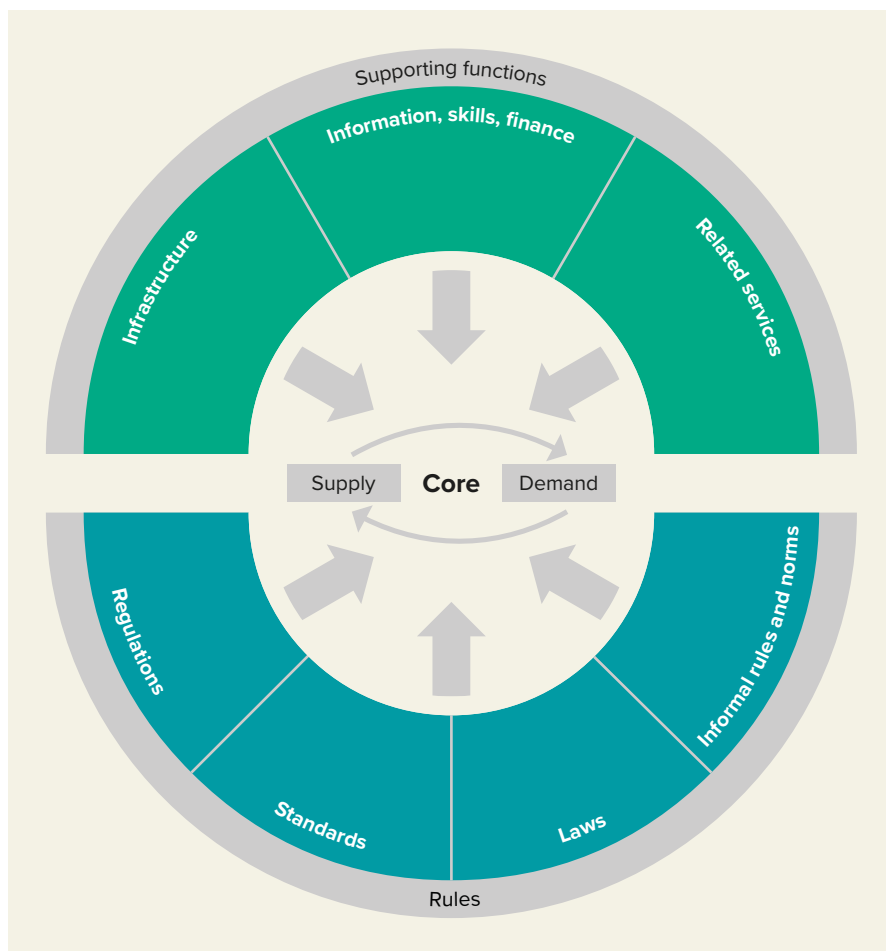 Supporting functions
Information, skills, finance
Infrastructure
Related services
Supply
Core
Demand
Regulations
Informal rules and norms
Standards
Laws
Rules